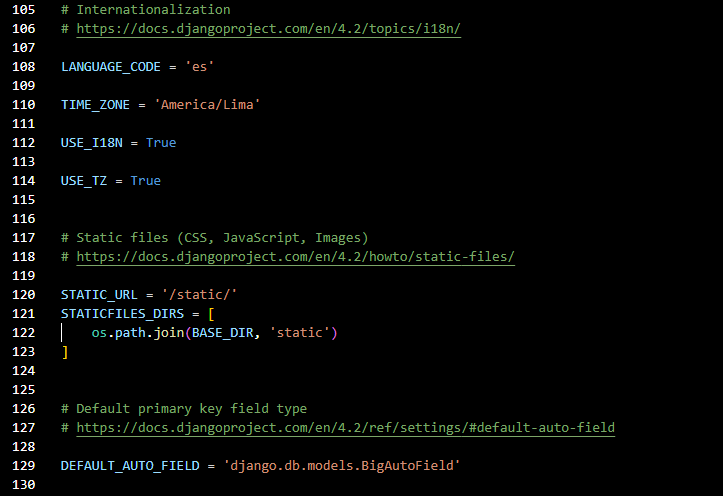 105 # Internationalization
106 # https://docs.djangoproject.com/en/4.2/topics/i18n/
107
108 LANGUAGE_CODE = 'es'
109
110 TIME_ZONE = 'America/Lima'
111
112 USE_I18N = True
113
114 USE_TZ = True
115
116
117 # Static files (CSS, JavaScript, Images)
118 # https://docs.djangoproject.com/en/4.2/howto/static-files/
119
120 STATIC_URL = '/static/'
121 STATICFILES_DIRS = [
122     os.path.join(BASE_DIR, 'static')
123 ]
124
125
126 # Default primary key field type
127 # https://docs.djangoproject.com/en/4.2/ref/settings/#default-auto-field
128
129 DEFAULT_AUTO_FIELD = 'django.db.models.BigAutoField'
130